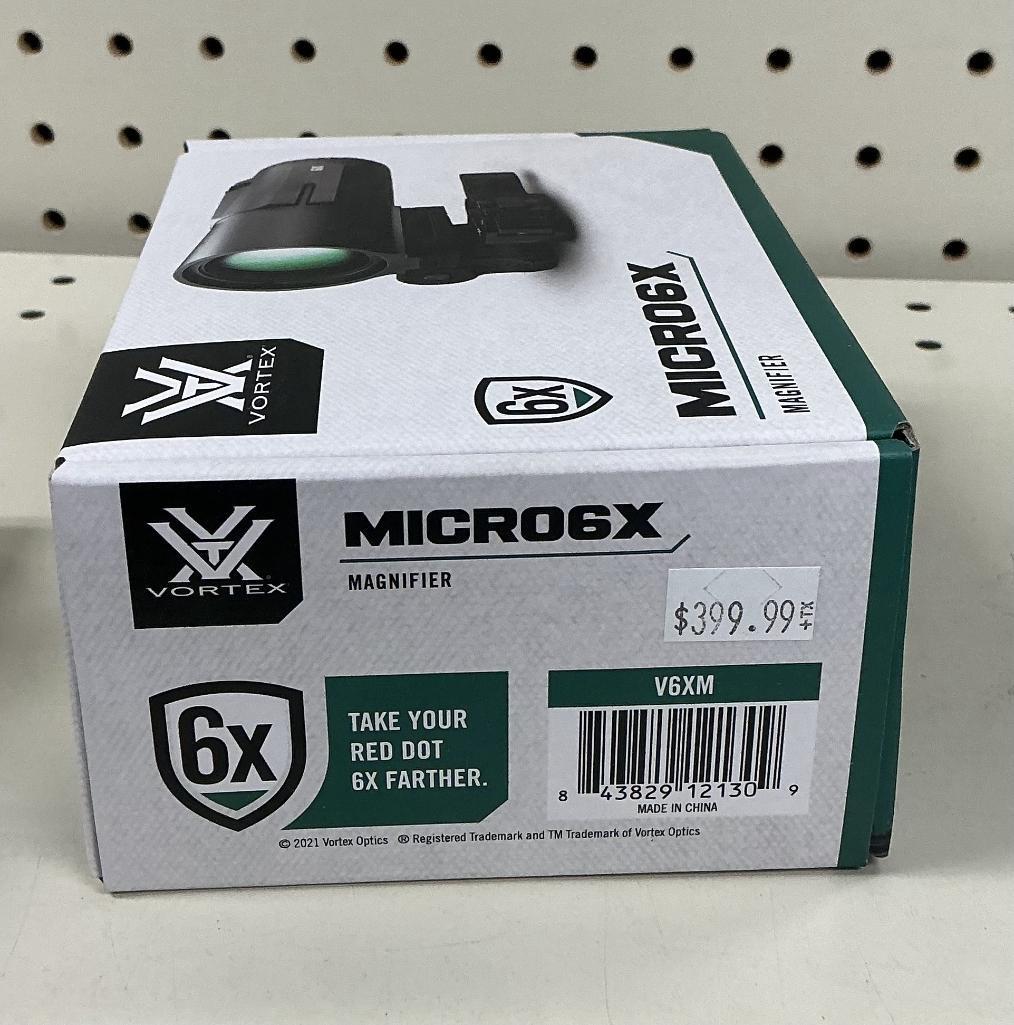 VORTEX
6x
MICRO6X
MAGNIFIER
VORTEX
MICRO6X
MAGNIFIER
$399.99+TX
6x
TAKE YOUR
RED DOT
6X FARTHER.
V6XM
8 43829 12130 9
MADE IN CHINA
© 2021 Vortex Optics ® Registered Trademark and TM Trademark of Vortex Optics